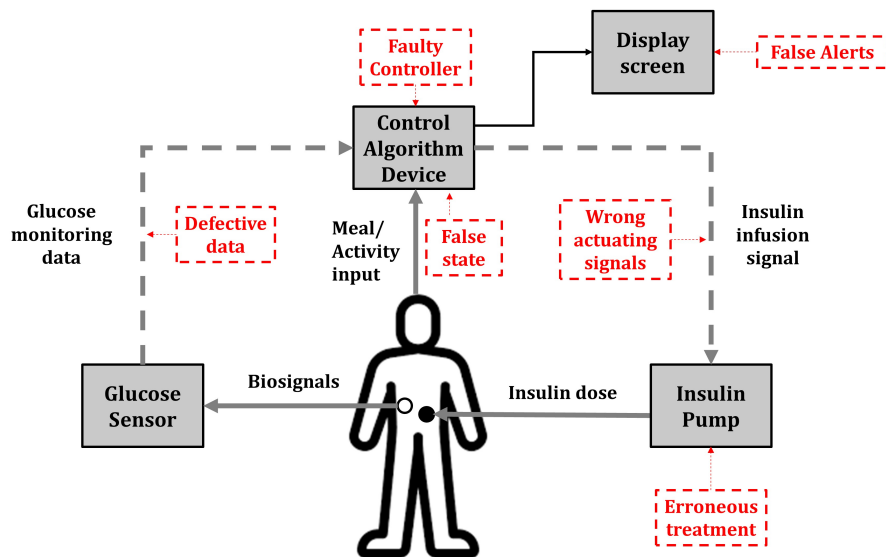 Faulty
Controller
Display
screen
False Alerts
Control
Algorithm
Device
Glucose
monitoring
data
Defective
data
Meal/
Activity
input
False
state
Wrong
actuating
signals
Insulin
infusion
signal
Glucose
Sensor
Biosignals
Insulin dose
Insulin
Pump
Erroneous
treatment